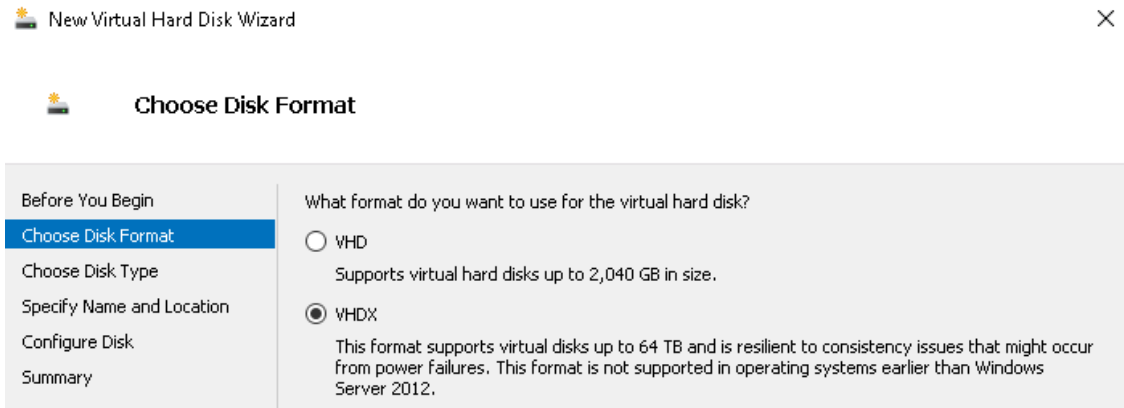 New Virtual Hard Disk Wizard
Choose Disk Format
Before You Begin
Choose Disk Format
Choose Disk Type
Specify Name and Location
Configure Disk
Summary
What format do you want to use for the virtual hard disk?
VHD
Supports virtual hard disks up to 2,040 GB in size.
VHDX
This format supports virtual disks up to 64 TB and is resilient to consistency issues that might occur
from power failures. This format is not supported in operating systems earlier than Windows
Server 2012.